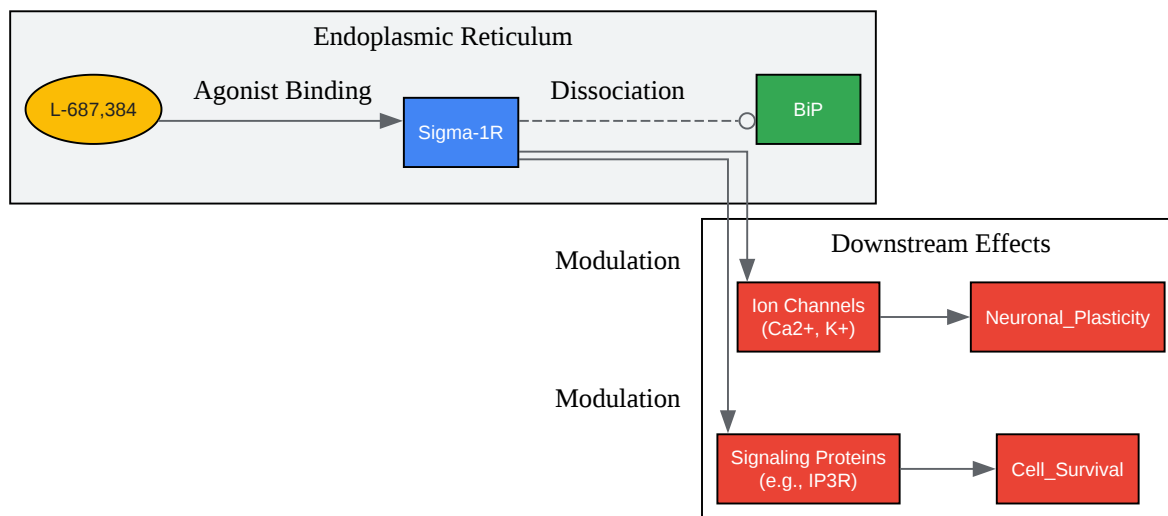 Endoplasmic Reticulum
L-687,384
Agonist Binding
Sigma-1R
Dissociation
BiP
Downstream Effects
Modulation
Ion Channels
(Ca2+, K+)
Neuronal_Plasticity
Modulation
Signaling Proteins
(e.g., IP3R)
Cell_Survival